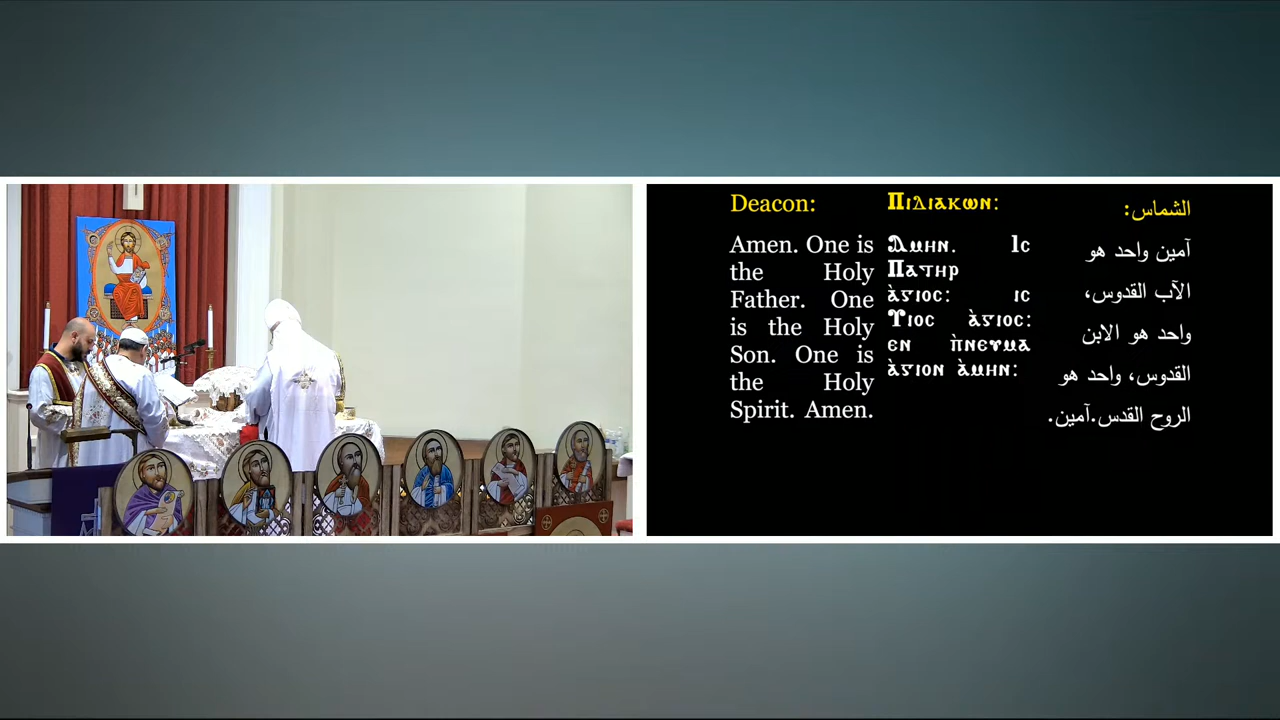 Deacon:
Amen. One is
the Holy
Father. One
is the Holy
Son. One is
the Holy
Spirit. Amen.
Ⲡⲓⲇⲓⲁⲕⲱⲛ:
Ⲁⲙⲏⲛ. Ⲓⲥ
Ⲡⲁⲧⲏⲣ
ⲁ̀ⲅⲓⲟⲥ: ⲓⲥ
Ⲩⲓⲟⲥ ⲁ̀ⲅⲓⲟⲥ:
ⲉⲛ ⲡ̀ⲛⲉⲩⲙⲁ
ⲁ̀ⲅⲓⲟⲛ ⲁ̀ⲙⲏⲛ:
الشماس:
آمين واحد هو
الآب القدوس،
واحد هو الابن
القدوس، واحد هو
الروح القدس.آمين.